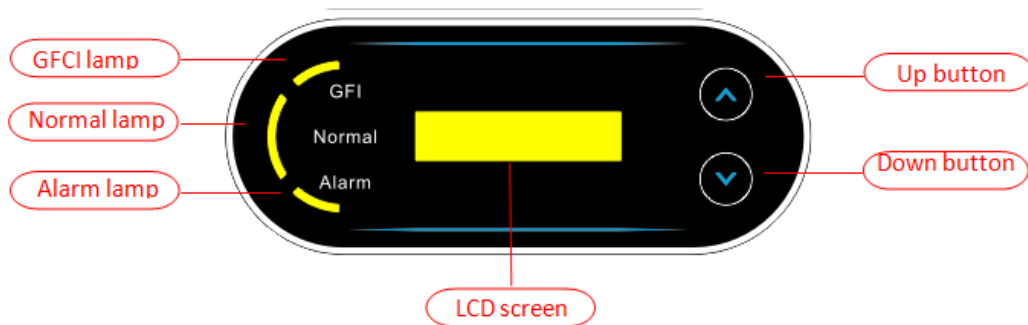 GFCI lamp
Up button
GFI
Normal lamp
Normal
Alarm lamp
Alarm
Down button
LCD screen